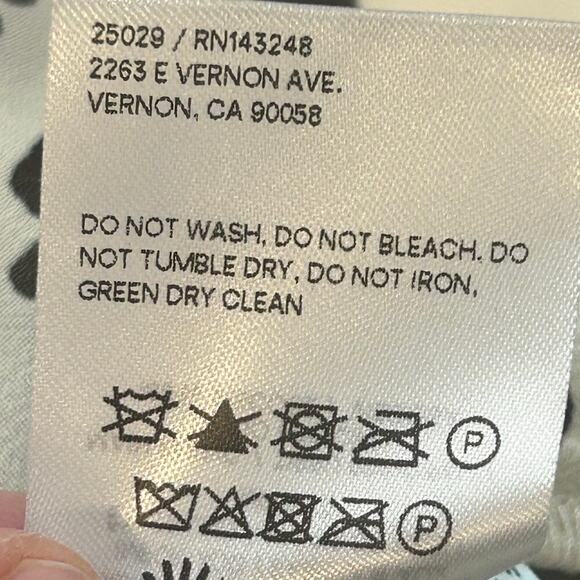 25029 / RN143248
2263 E VERNON AVE.
VERNON, CA 90058
DO NOT WASH, DO NOT BLEACH. DO
NOT TUMBLE DRY, DO NOT IRON,
GREEN DRY CLEAN
P
P